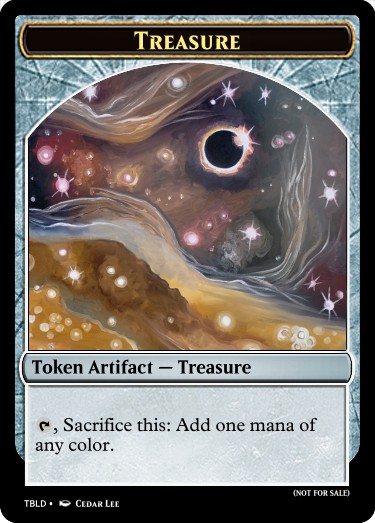 TREASURE
Token Artifact — Treasure
, Sacrifice this: Add one mana of
any color.
TBLD • CEDAR LEE
(NOT FOR SALE)